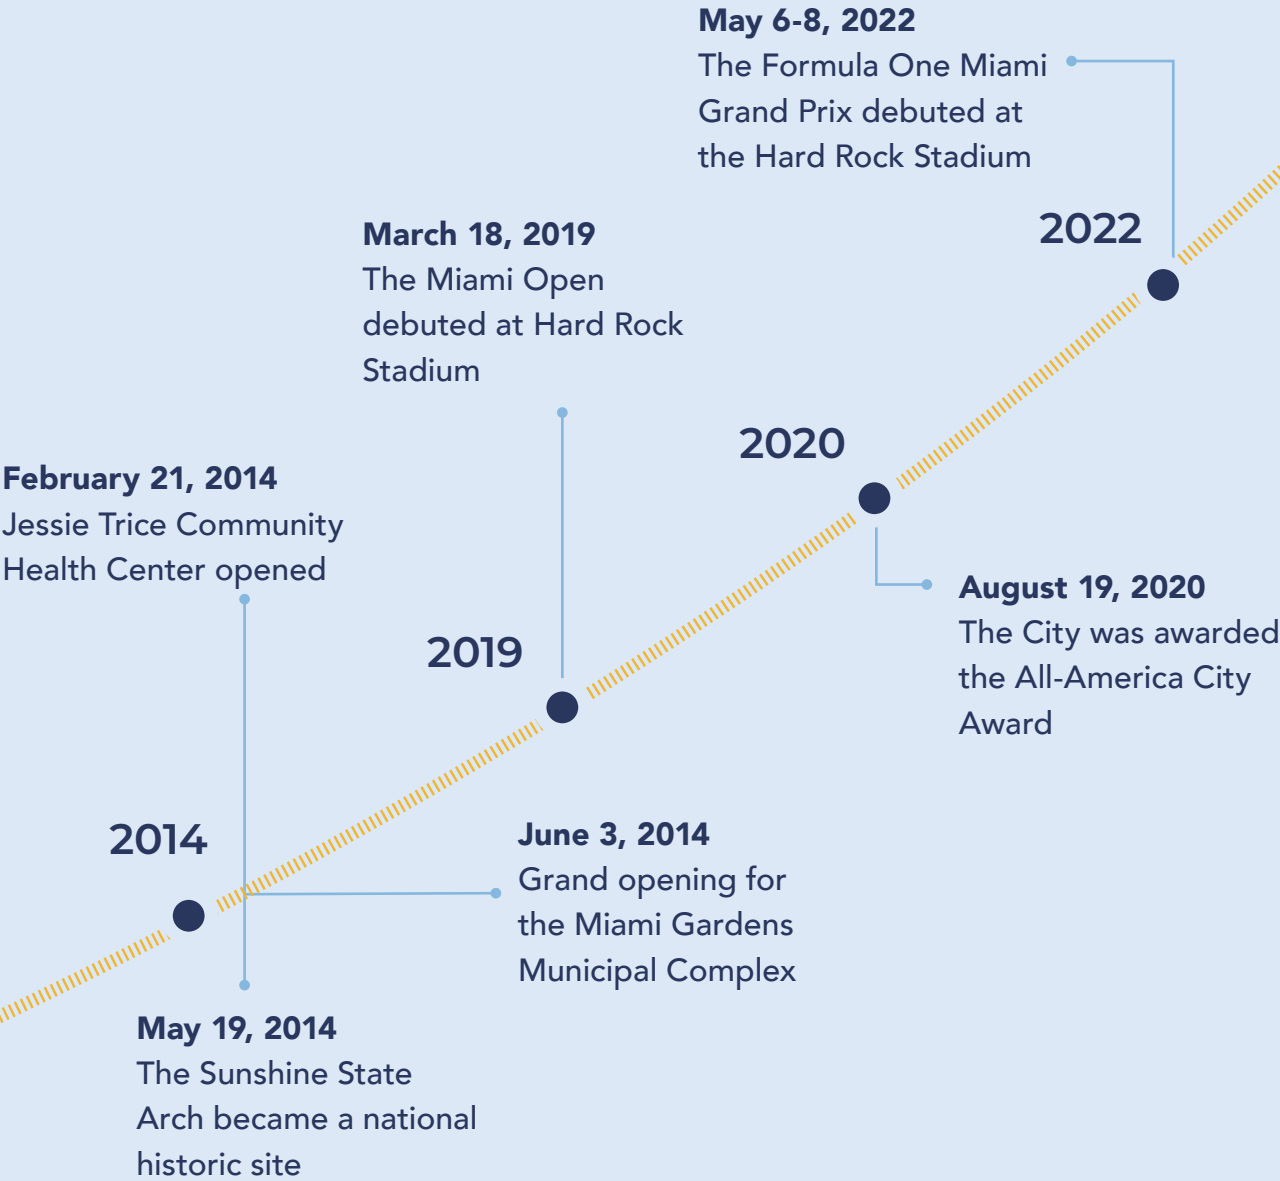 May 6-8, 2022
The Formula One Miami
Grand Prix debuted at
the Hard Rock Stadium
2022
March 18, 2019
The Miami Open
debuted at Hard Rock
Stadium
2020
February 21, 2014
Jessie Trice Community
Health Center opened
August 19, 2020
The City was awarded
the All-America City
Award
2019
2014
June 3, 2014
Grand opening for
the Miami Gardens
Municipal Complex
May 19, 2014
The Sunshine State
Arch became a national
historic site